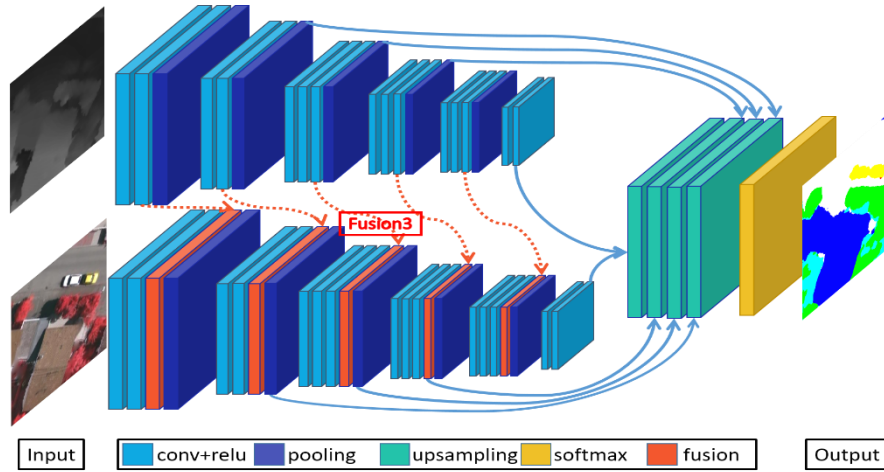 Fusion3
Input
conv+relu
pooling
upsampling
softmax
fusion
Output